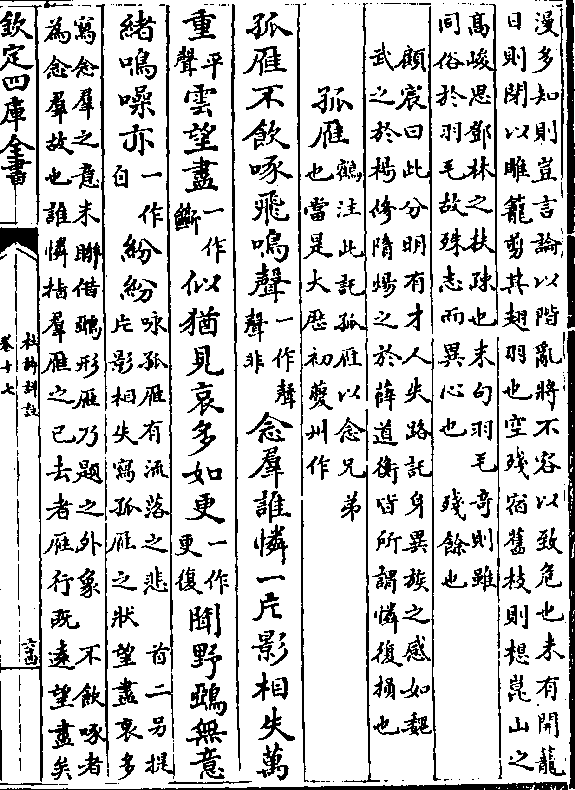 漫多知則豈言論以階亂將不容以致危也未有開籠
日則閉以雕籠剪其翅羽也空殘宿舊枝則想崑山之
高峻思鄧林之扶疎也末句羽毛奇則雖
同俗於羽毛故殊志而異心也 殘餘也
顧宸曰此分明有才人失路託身異族之感如魏
武之於楊修隋煬之於薛道衡皆所謂憐復損也
孤雁鶴注此託孤雁以念兄弟也當是大厯初夔州作
孤雁不飲啄飛鳴聲一作聲聲非念羣誰憐一片影相失萬
重平聲雲望盡一作斷似猶見哀多如更一作更復聞野鵶無意
緒鳴噪亦一作自紛紛咏孤雁有流落之悲 首二另提
片影相失寫孤雁之狀 望盡哀多
寫念羣之意末聯借鵶形雁乃題之外象 不飲啄者
為念羣故也誰憐指羣雁之已去者雁行既遠望盡矣
欽定四庫全書
杜詩詳註
卷十七